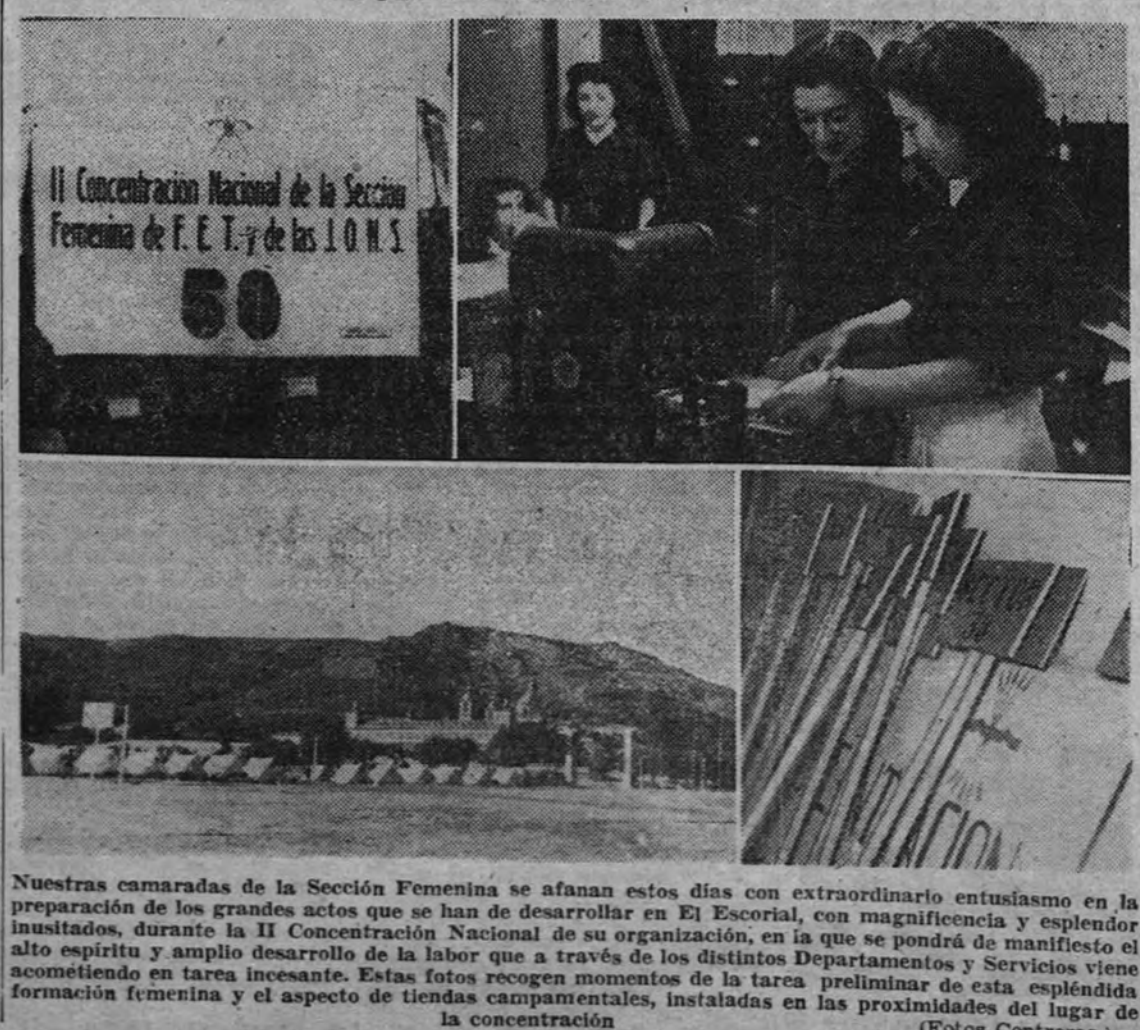 II Concentracion Nacional de la Seccion
Femenina de F. E. T. y de las J. O. N. S.
50
Nuestras camaradas de la Sección Femenina se afanan estos días con extraordinario entusiasmo en la
preparación de los grandes actos que se han de desarrollar en El Escorial, con magnificencia y esplendor
inusitados, durante la II Concentración Nacional de su organización, en la que se pondrá de manifiesto el
alto espíritu y amplio desarrollo de la labor que a través de los distintos Departamentos y Servicios viene
acometiendo en tarea incesante. Estas fotos recogen momentos de la tarea preliminar de esta espléndida
formación femenina y el aspecto de tiendas campamentales, instaladas en las proximidades del lugar de
la concentración
(Fotos